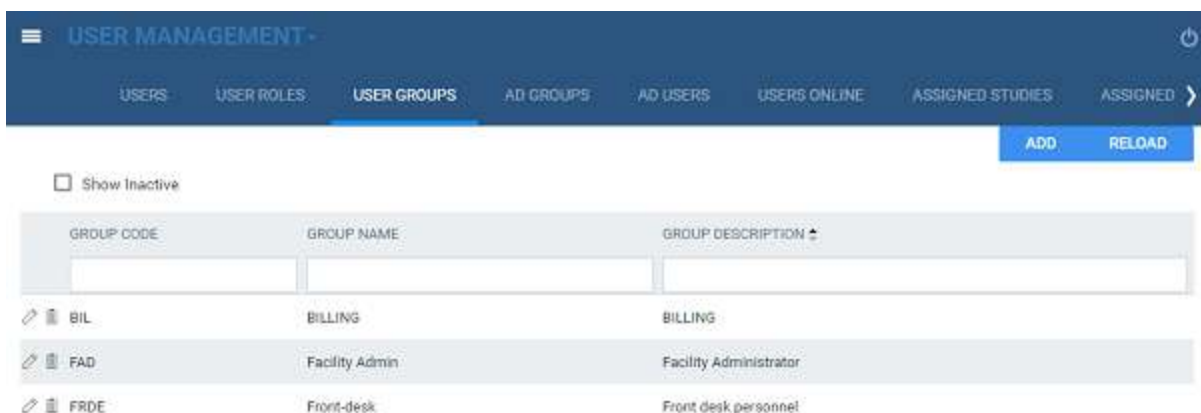 USER MANAGEMENT
USERS USER ROLES USER GROUPS AD GROUPS AD USERS USERS ONLINE ASSIGNED STUDIES ASSIGNED
ADD RELOAD
Show Inactive
GROUP CODE GROUP NAME GROUP DESCRIPTION
BIL BILLING BILLING
FAD Facility Admin Facility Administrator
FRDE Front-desk Front desk personnel